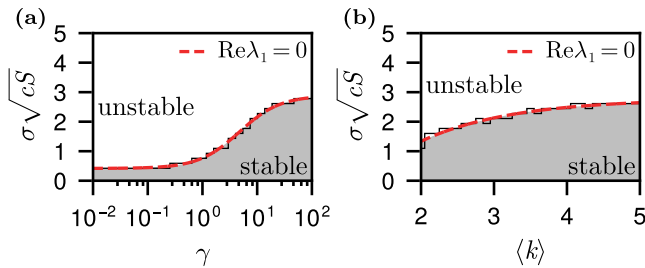 (a)
5
4
3
2
1
0
σ√cS
Reλ₁ = 0
unstable
stable
10⁻² 10⁻¹ 10⁰ 10¹ 10²
γ
(b)
5
4
3
2
1
0
σ√cS
Reλ₁ = 0
unstable
stable
2 3 4 5
⟨k⟩